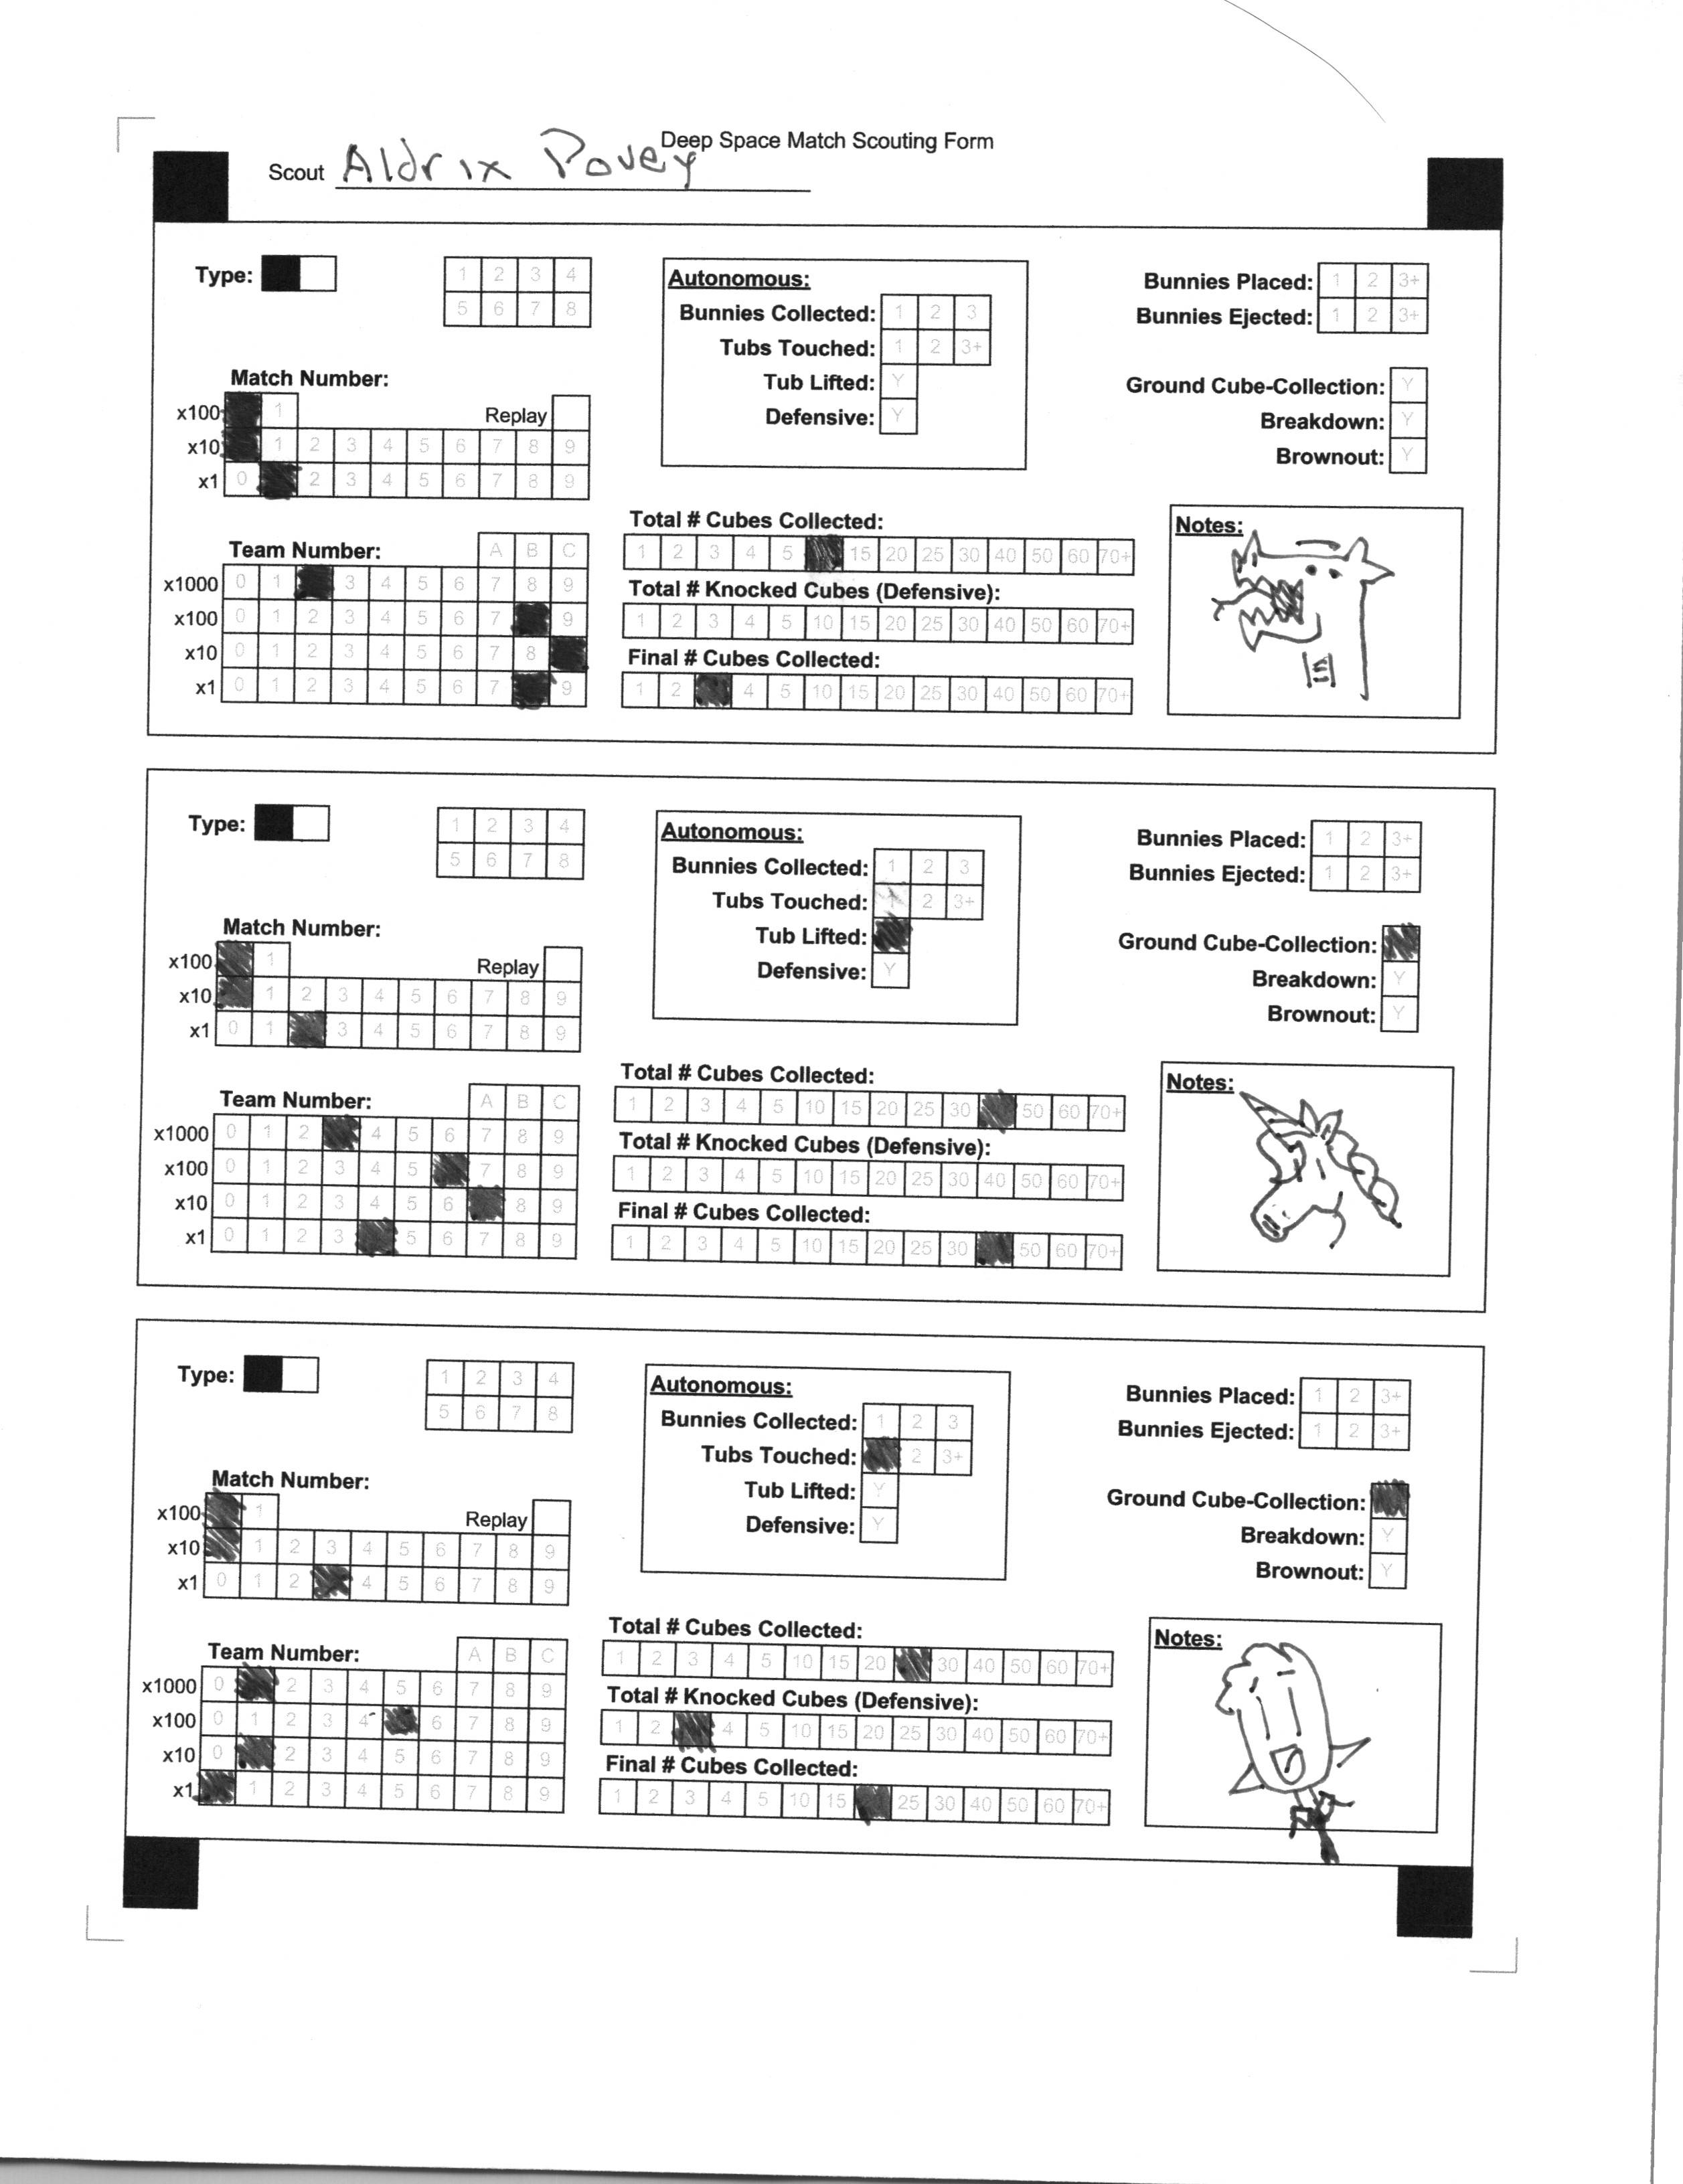 Deep Space Match Scouting Form
Scout Aldrix Povey
Type:
1 2 3 4
5 6 7 8
Match Number:
x100 1 Replay
x10 1 2 3 4 5 6 7 8 9
x1 0 2 3 4 5 6 7 8 9
Team Number: A B C
x1000 0 1 3 4 5 6 7 8 9
x100 0 1 2 3 4 5 6 7 9
x10 0 1 2 3 4 5 6 7 8
x1 0 1 2 3 4 5 6 7 9
Autonomous:
Bunnies Collected: 1 2 3
Tubs Touched: 1 2 3+
Tub Lifted: Y
Defensive: Y
Total # Cubes Collected:
1 2 3 4 5 15 20 25 30 40 50 60 70+
Total # Knocked Cubes (Defensive):
1 2 3 4 5 10 15 20 25 30 40 50 60 70+
Final # Cubes Collected:
1 2 4 5 10 15 20 25 30 40 50 60 70+
Bunnies Placed: 1 2 3+
Bunnies Ejected: 1 2 3+
Ground Cube-Collection: Y
Breakdown: Y
Brownout: Y
Notes:
Type:
1 2 3 4
5 6 7 8
Match Number:
x100 1 Replay
x10 1 2 3 4 5 6 7 8 9
x1 0 1 3 4 5 6 7 8 9
Team Number: A B C
x1000 0 1 2 4 5 6 7 8 9
x100 0 1 2 3 4 5 7 8 9
x10 0 1 2 3 4 5 6 8 9
x1 0 1 2 3 5 6 7 8 9
Autonomous:
Bunnies Collected: 1 2 3
Tubs Touched: 1 2 3+
Tub Lifted:
Defensive: Y
Total # Cubes Collected:
1 2 3 4 5 10 15 20 25 30 50 60 70+
Total # Knocked Cubes (Defensive):
1 2 3 4 5 10 15 20 25 30 40 50 60 70+
Final # Cubes Collected:
1 2 3 4 5 10 15 20 25 30 50 60 70+
Bunnies Placed: 1 2 3+
Bunnies Ejected: 1 2 3+
Ground Cube-Collection:
Breakdown: Y
Brownout: Y
Notes:
Type:
1 2 3 4
5 6 7 8
Match Number:
x100 1 Replay
x10 1 2 3 4 5 6 7 8 9
x1 0 1 2 4 5 6 7 8 9
Team Number: A B C
x1000 0 2 3 4 5 6 7 8 9
x100 0 1 2 3 4 6 7 8 9
x10 0 2 3 4 5 6 7 8 9
x1 1 2 3 4 5 6 7 8 9
Autonomous:
Bunnies Collected: 1 2 3
Tubs Touched: 2 3+
Tub Lifted: Y
Defensive: Y
Total # Cubes Collected:
1 2 3 4 5 10 15 20 30 40 50 60 70+
Total # Knocked Cubes (Defensive):
1 2 4 5 10 15 20 25 30 40 50 60 70+
Final # Cubes Collected:
1 2 3 4 5 10 15 25 30 40 50 60 70+
Bunnies Placed: 1 2 3+
Bunnies Ejected: 1 2 3+
Ground Cube-Collection:
Breakdown: Y
Brownout: Y
Notes: